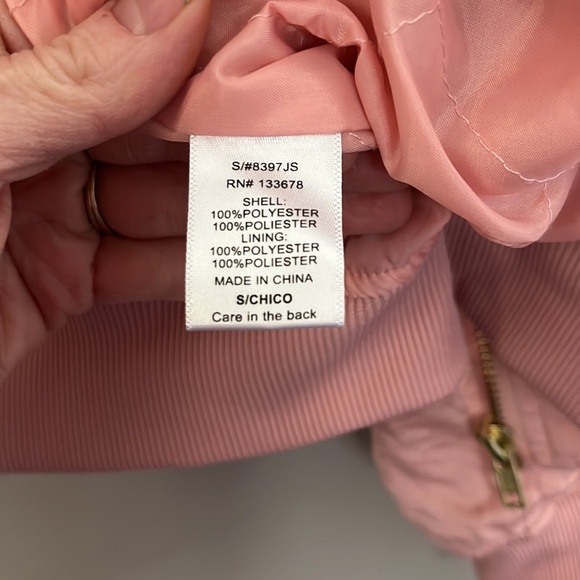 S/#8397JS
RN# 133678
SHELL:
100%POLYESTER
100%POLIESTER
LINING:
100%POLYESTER
100%POLIESTER
MADE IN CHINA
S/CHICO
Care in the back